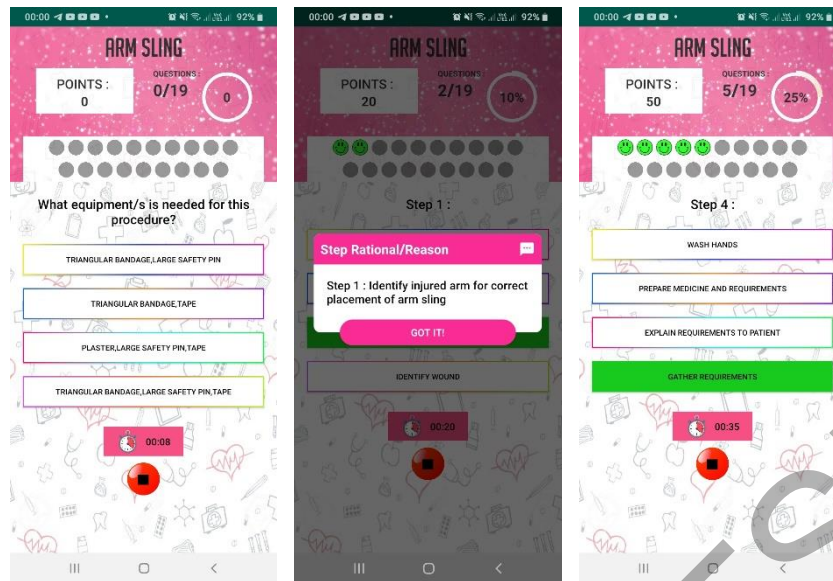 00:00
92%
ARM SLING
POINTS :
0
QUESTIONS :
0/19
0
What equipment/s is needed for this
procedure?
TRIANGULAR BANDAGE,LARGE SAFETY PIN
TRIANGULAR BANDAGE,TAPE
PLASTER,LARGE SAFETY PIN,TAPE
TRIANGULAR BANDAGE,LARGE SAFETY PIN,TAPE
00:08
00:00
92%
ARM SLING
POINTS :
20
QUESTIONS :
2/19
10%
Step 1 :
Step Rational/Reason
Step 1 : Identify injured arm for correct
placement of arm sling
GOT IT!
IDENTIFY WOUND
00:20
00:00
92%
ARM SLING
POINTS :
50
QUESTIONS :
5/19
25%
Step 4 :
WASH HANDS
PREPARE MEDICINE AND REQUIREMENTS
EXPLAIN REQUIREMENTS TO PATIENT
GATHER REQUIREMENTS
00:35